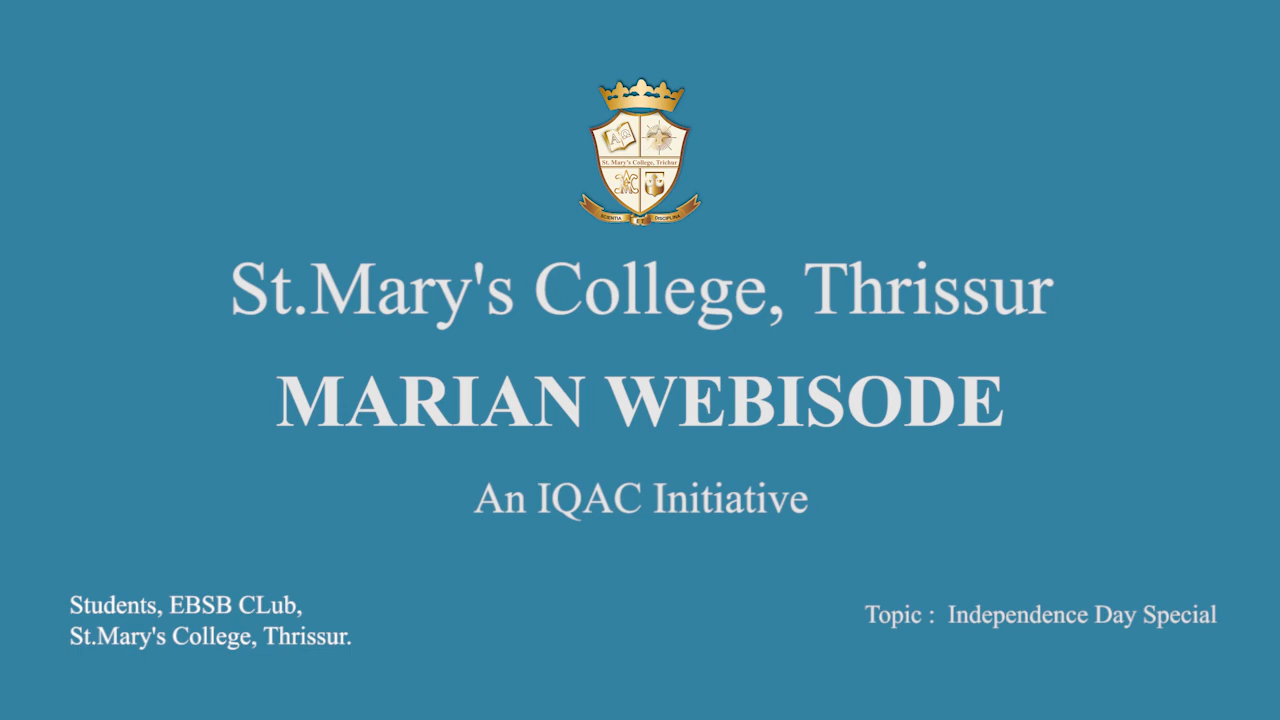 A Ω
St. Mary's College, Trichur
SCIENTIA ET DISCIPLINA
St.Mary's College, Thrissur
MARIAN WEBISODE
An IQAC Initiative
Students, EBSB CLub,
St.Mary's College, Thrissur.
Topic : Independence Day Special